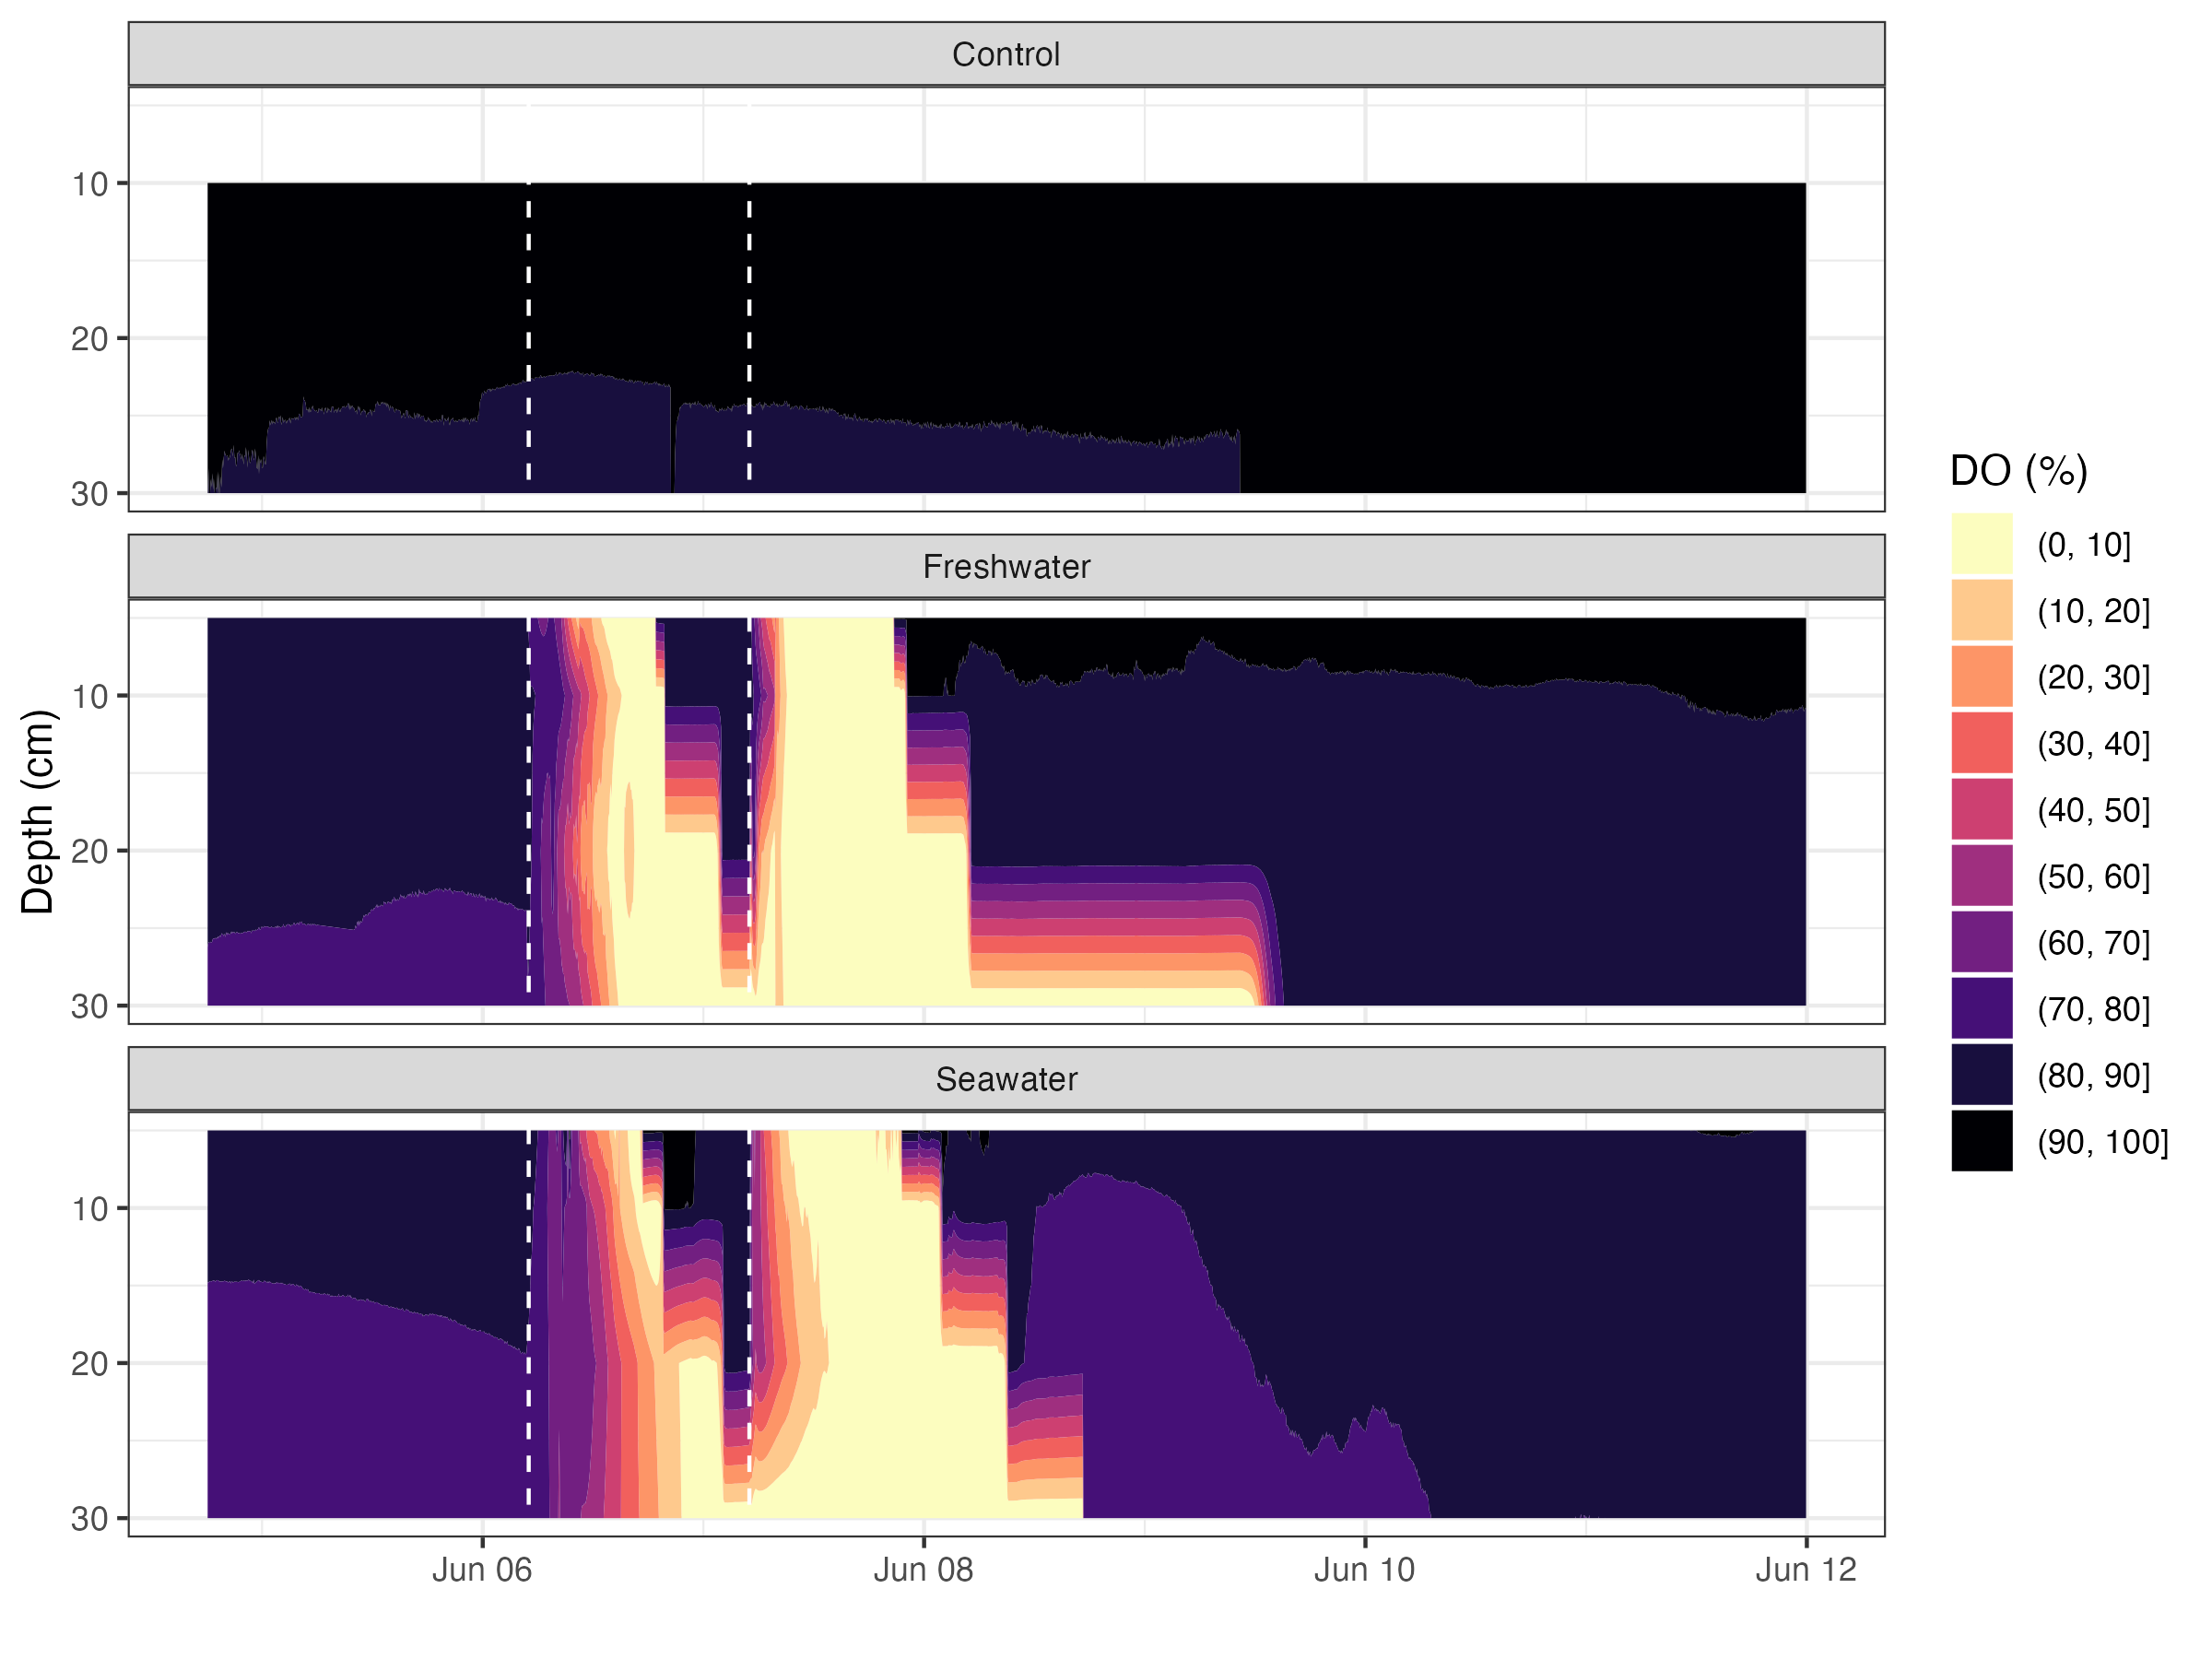 Control
10
20
30
Freshwater
10
20
30
Seawater
10
20
30
Depth (cm)
Jun 06
Jun 08
Jun 10
Jun 12
DO (%)
(0, 10]
(10, 20]
(20, 30]
(30, 40]
(40, 50]
(50, 60]
(60, 70]
(70, 80]
(80, 90]
(90, 100]